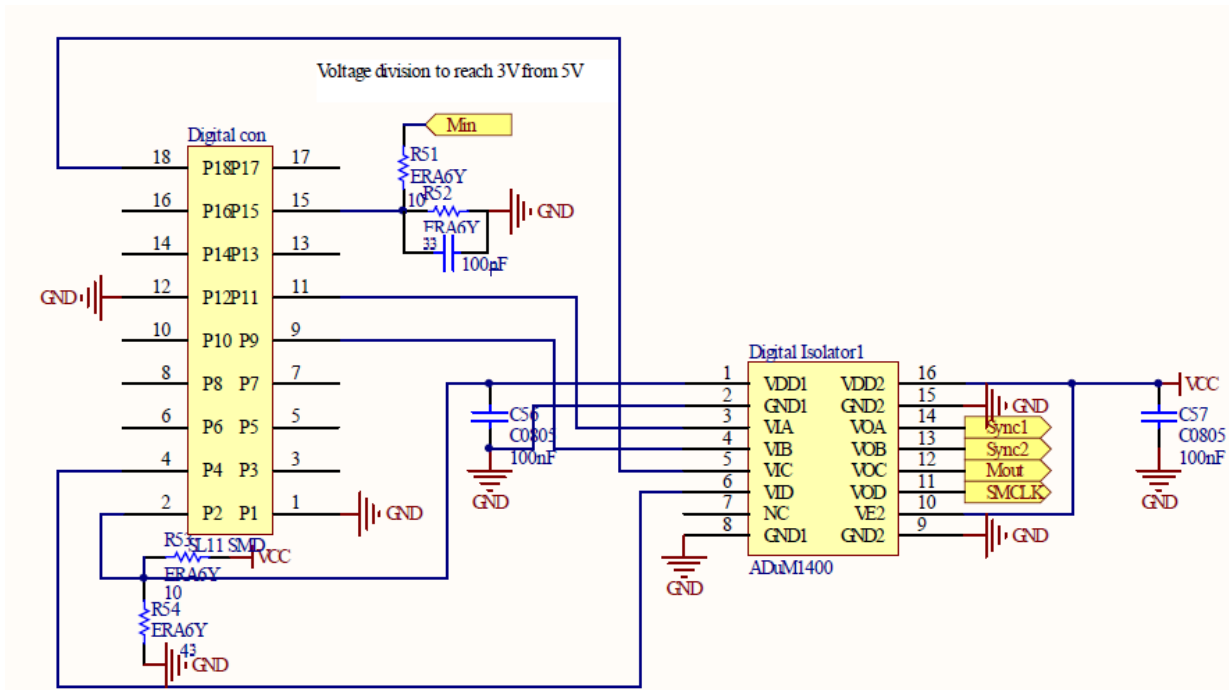 Voltage division to reach 3V from 5V
Min
Digital con
R51
ERA6Y
10
R52
ERA6Y
33
100nF
GND
18 P18 P17 17
16 P16 P15 15
14 P14 P13 13
GND 12 P12 P11 11
10 P10 P9 9
8 P8 P7 7
6 P6 P5 5
4 P4 P3 3
2 P2 P1 1 GND
SL11 SMD
R53
ERA6Y
10
VCC
R54
ERA6Y
43
GND
C56
C0805
100nF
GND
Digital Isolator1
1 VDD1 VDD2 16 VCC
2 GND1 GND2 15 GND
3 VIA VOA 14 Sync1
4 VIB VOB 13 Sync2
5 VIC VOC 12 Mout
6 VID VOD 11 SMCLK
7 NC VE2 10
8 GND1 GND2 9 GND
GND
ADuM1400
C57
C0805
100nF
GND